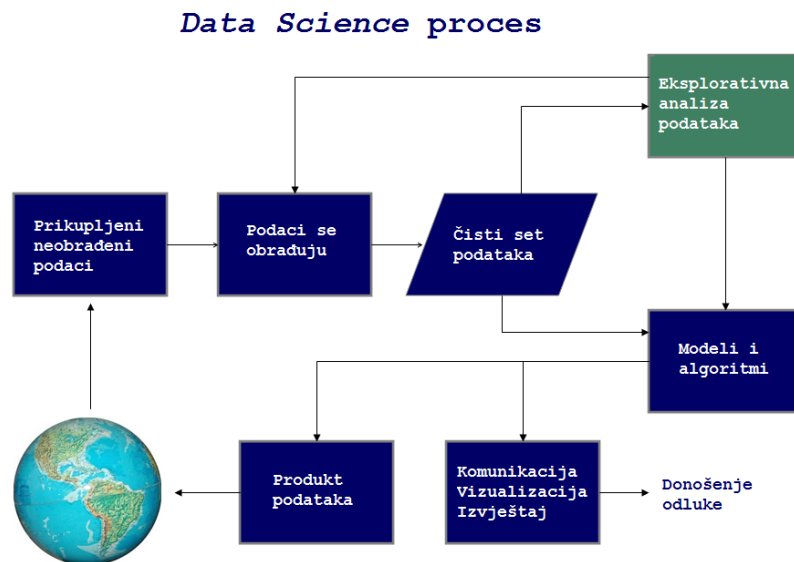 Data Science proces
Eksplorativna
analiza
podataka
Prikupljeni
neobrađeni
podaci
Podaci se
obrađuju
Čisti set
podataka
Modeli i
algoritmi
Produkt
podataka
Komunikacija
Vizualizacija
Izvještaj
Donošenje
odluke